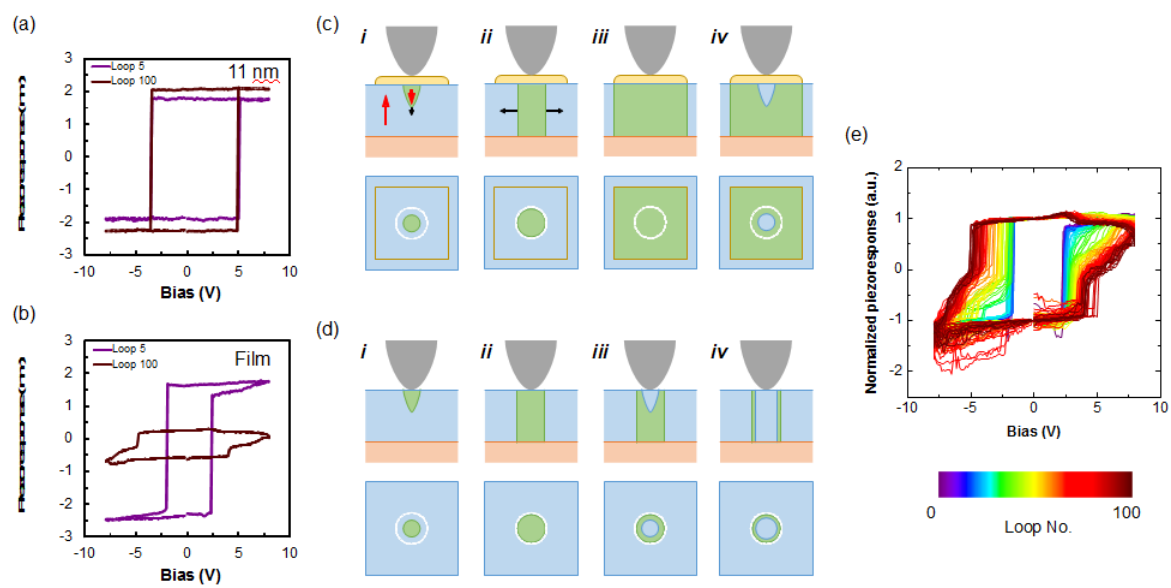 (a)
3
2
1
0
-1
-2
-3
Loop 5
Loop 100
11 nm
-10
-5
0
5
10
Bias (V)
(b)
3
2
1
0
-1
-2
-3
Loop 5
Loop 100
Film
-10
-5
0
5
10
Bias (V)
(c)
i
ii
iii
iv
(d)
i
ii
iii
iv
(e)
Normalized piezoresponse (a.u.)
2
1
0
-1
-2
-10
-5
0
5
10
Bias (V)
0
100
Loop No.